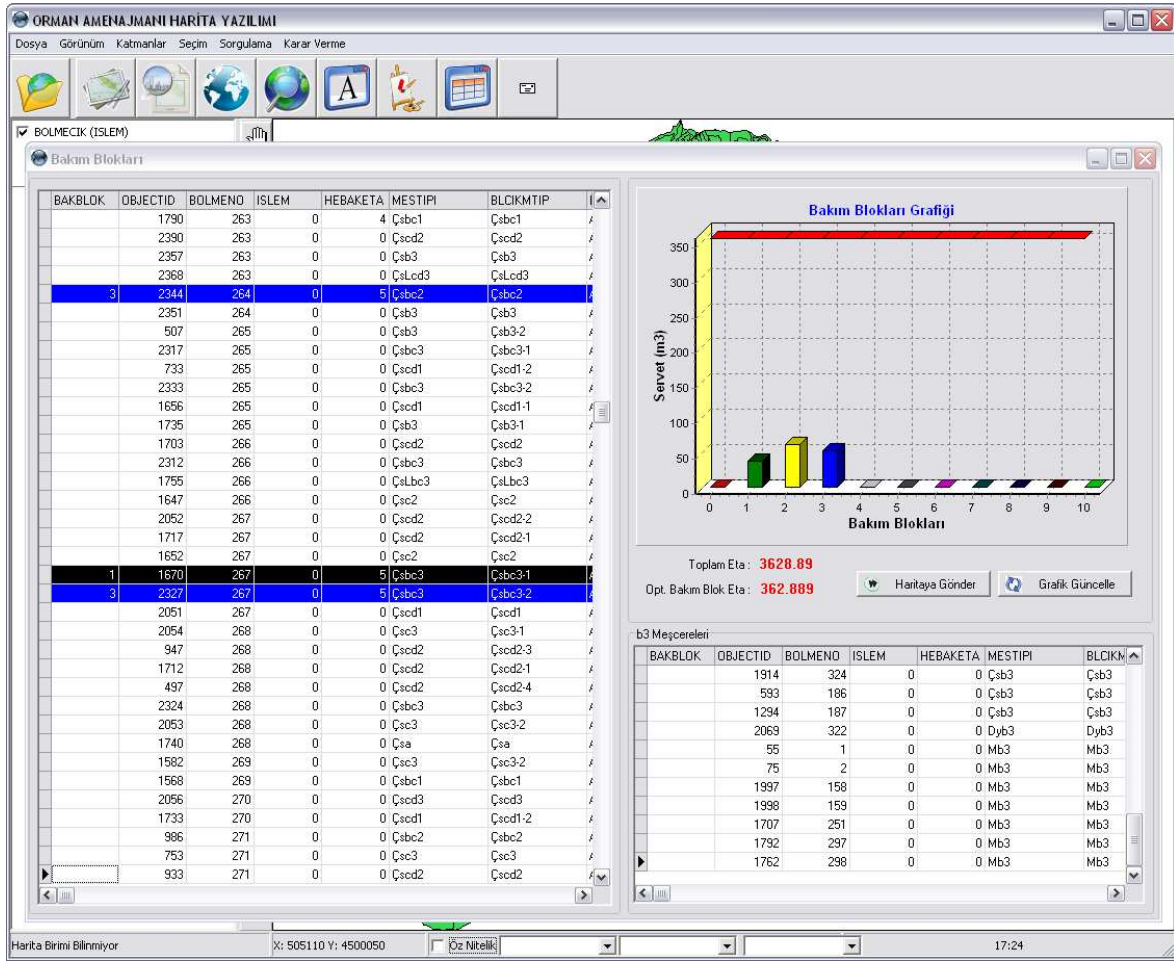 ORMAN AMENAJMANI HARİTA YAZILIMI
Dosya Görünüm Katmanlar Seçim Sorgulama Karar Verme
A
BOLMECIK (ISLEM)
Bakım Blokları
BAKBLOK OBJECTID BOLMENO ISLEM HEBAKETA MESTIPI BLCIKMTIP
1790 263 0 4 Çsbc1 Çsbc1
2390 263 0 0 Çscd2 Çscd2
2357 263 0 0 Çsb3 Çsb3
2368 263 0 0 ÇsLcd3 ÇsLcd3
3 2344 264 0 5 Çsbc2 Çsbc2
2351 264 0 0 Çsb3 Çsb3
507 265 0 0 Çsb3 Çsb3-2
2317 265 0 0 Çsbc3 Çsbc3-1
733 265 0 0 Çscd1 Çscd1-2
2333 265 0 0 Çsbc3 Çsbc3-2
1656 265 0 0 Çscd1 Çscd1-1
1735 265 0 0 Çsb3 Çsb3-1
1703 266 0 0 Çscd2 Çscd2
2312 266 0 0 Çsbc3 Çsbc3
1755 266 0 0 ÇsLbc3 ÇsLbc3
1647 266 0 0 Çsc2 Çsc2
2052 267 0 0 Çscd2 Çscd2-2
1717 267 0 0 Çscd2 Çscd2-1
1652 267 0 0 Çsc2 Çsc2
1 1670 267 0 5 Çsbc3 Çsbc3-1
3 2327 267 0 5 Çsbc3 Çsbc3-2
2051 267 0 0 Çscd1 Çscd1
2054 268 0 0 Çsc3 Çsc3-1
947 268 0 0 Çscd2 Çscd2-3
1712 268 0 0 Çscd2 Çscd2-1
497 268 0 0 Çscd2 Çscd2-4
2324 268 0 0 Çsbc3 Çsbc3
2053 268 0 0 Çsc3 Çsc3-2
1740 268 0 0 Çsa Çsa
1582 269 0 0 Çsc3 Çsc3-2
1568 269 0 0 Çsbc1 Çsbc1
2056 270 0 0 Çscd3 Çscd3
1733 270 0 0 Çscd1 Çscd1-2
986 271 0 0 Çsbc2 Çsbc2
753 271 0 0 Çsc3 Çsc3
933 271 0 0 Çscd2 Çscd2
Bakım Blokları Grafiği
Servet (m3)
350
300
250
200
150
100
50
0
0 1 2 3 4 5 6 7 8 9 10
Bakım Blokları
Toplam Eta : 3628.89
Opt. Bakım Blok Eta : 362.889
Haritaya Gönder Grafik Güncelle
b3 Meşcereleri
BAKBLOK OBJECTID BOLMENO ISLEM HEBAKETA MESTIPI BLCIKM
1914 324 0 0 Çsb3 Çsb3
593 186 0 0 Çsb3 Çsb3
1294 187 0 0 Çsb3 Çsb3
2069 322 0 0 Dyb3 Dyb3
55 1 0 0 Mb3 Mb3
75 2 0 0 Mb3 Mb3
1997 158 0 0 Mb3 Mb3
1998 159 0 0 Mb3 Mb3
1707 251 0 0 Mb3 Mb3
1792 297 0 0 Mb3 Mb3
1762 298 0 0 Mb3 Mb3
Harita Birimi Bilinmiyor X: 505110 Y: 4500050 Öz Nitelik 17:24